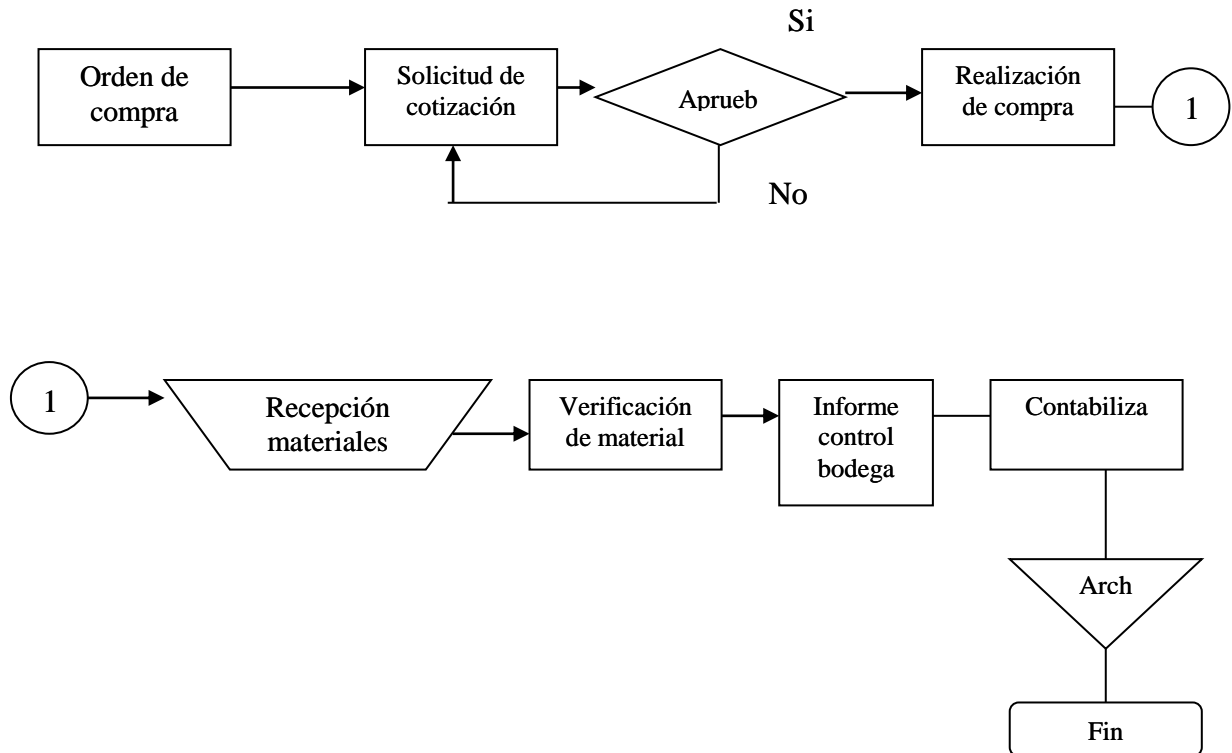 Si
Orden de
compra
Solicitud de
cotización
Aprueb
Realización
de compra
1
No
1
Recepción
materiales
Verificación
de material
Informe
control
bodega
Contabiliza
Arch
Fin